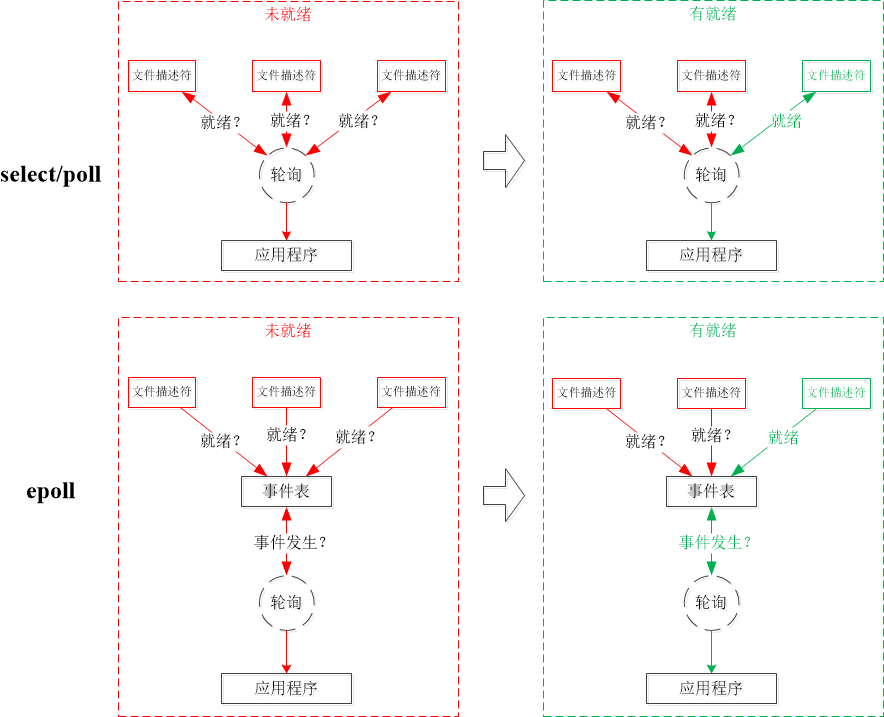 未就绪
有就绪
文件描述符
文件描述符
文件描述符
文件描述符
文件描述符
文件描述符
就绪?
就绪?
就绪?
就绪?
就绪?
就绪
select/poll
轮询
轮询
应用程序
应用程序
未就绪
有就绪
文件描述符
文件描述符
文件描述符
文件描述符
文件描述符
文件描述符
就绪?
就绪?
就绪?
就绪?
就绪?
就绪
epoll
事件表
事件表
事件发生?
事件发生?
轮询
轮询
应用程序
应用程序